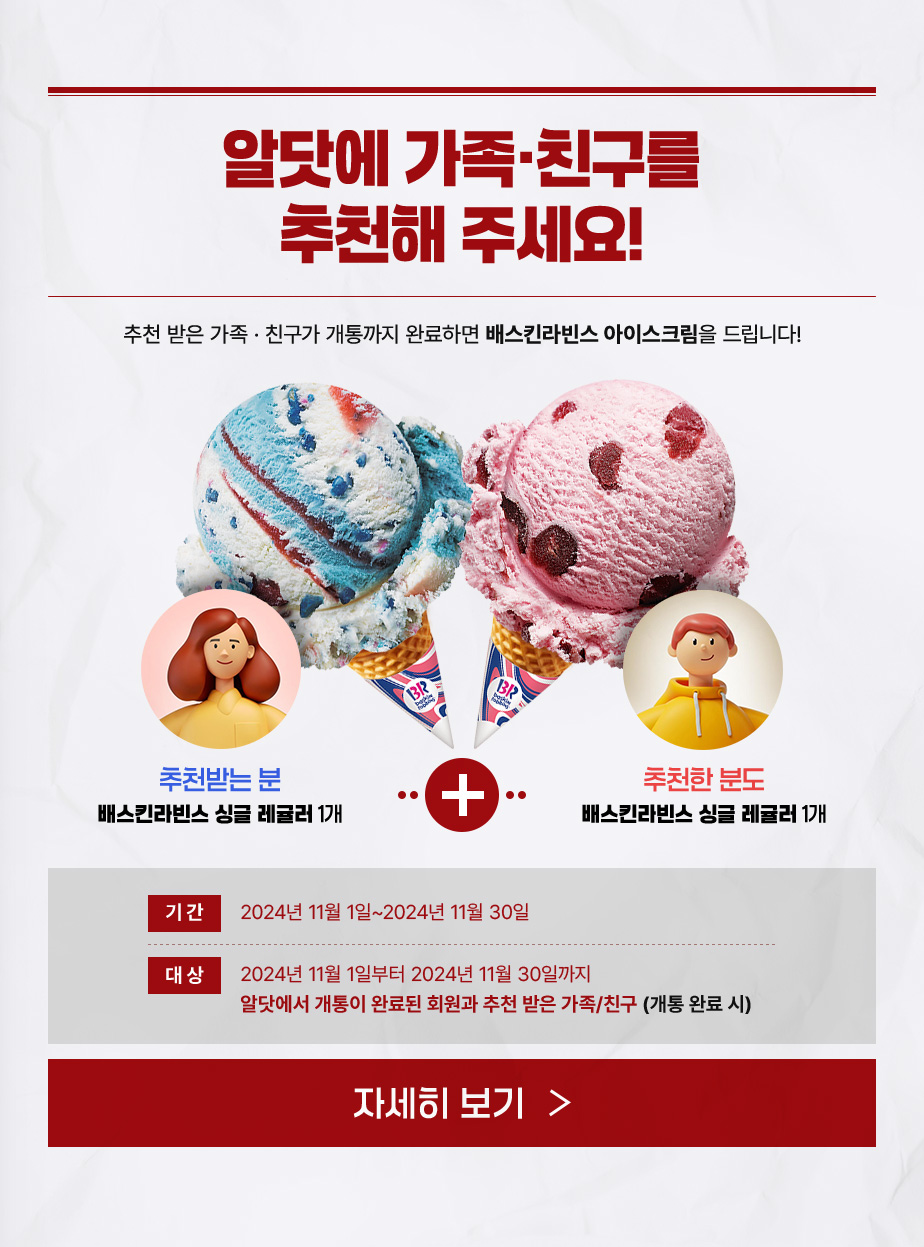 알닷에 가족·친구를
추천해 주세요!
추천 받은 가족 · 친구가 개통까지 완료하면 배스킨라빈스 아이스크림을 드립니다!
BR
baskin
robbins
BR
baskin
robbins
추천받는 분
배스킨라빈스 싱글 레귤러 1개
추천한 분도
배스킨라빈스 싱글 레귤러 1개
기간 2024년 11월 1일~2024년 11월 30일
대상 2024년 11월 1일부터 2024년 11월 30일까지
알닷에서 개통이 완료된 회원과 추천 받은 가족/친구 (개통 완료 시)
자세히 보기 >